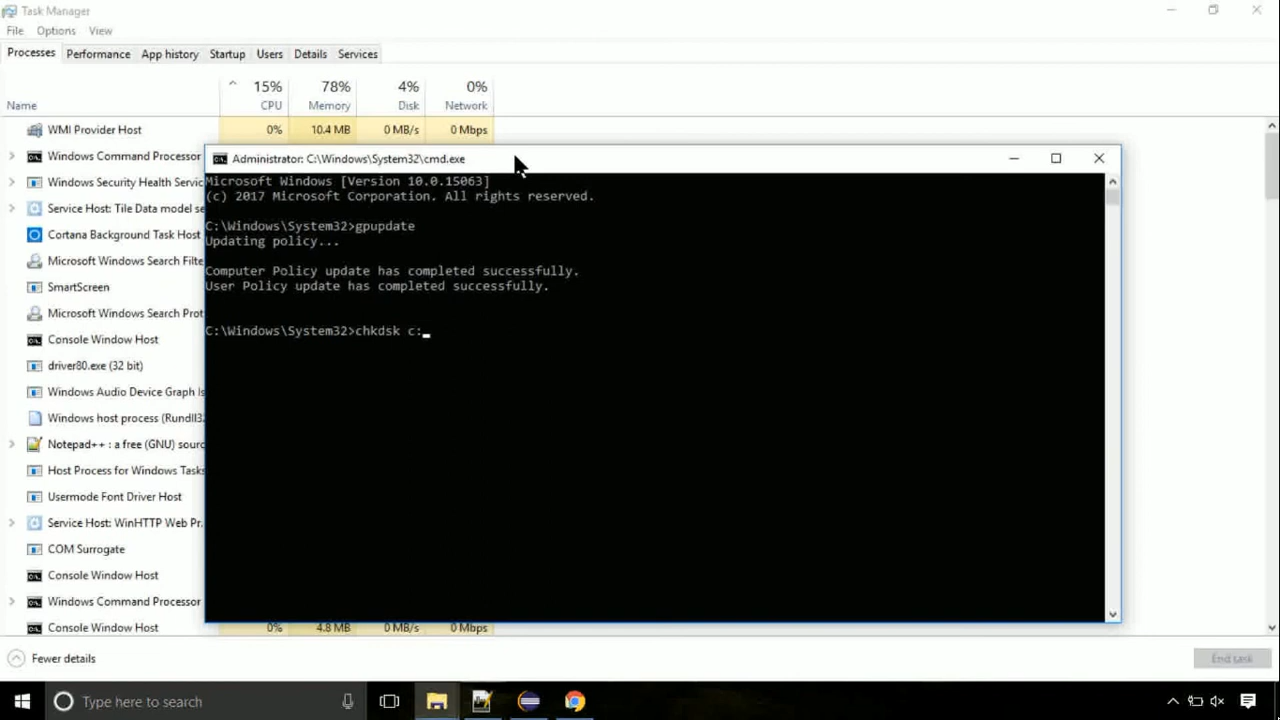 Task Manager
File Options View
Processes Performance App history Startup Users Details Services
15% 78% 4% 0%
Name CPU Memory Disk Network
WMI Provider Host 0% 10.4 MB 0 MB/s 0 Mbps
Windows Command Processor
Windows Security Health Servic
Service Host: Tile Data model se
Cortana Background Task Host
Microsoft Windows Search Filte
SmartScreen
Microsoft Windows Search Prot
Console Window Host
driver80.exe (32 bit)
Windows Audio Device Graph Is
Windows host process (Rundll32
Notepad++ : a free (GNU) sourc
Host Process for Windows Tasks
Usermode Font Driver Host
Service Host: WinHTTP Web Pr.
COM Surrogate
Console Window Host
Windows Command Processor
Console Window Host 0% 4.8 MB 0 MB/s 0 Mbps
Administrator: C:\Windows\System32\cmd.exe
Microsoft Windows [Version 10.0.15063]
(c) 2017 Microsoft Corporation. All rights reserved.
C:\Windows\System32>gpupdate
Updating policy...
Computer Policy update has completed successfully.
User Policy update has completed successfully.
C:\Windows\System32>chkdsk c:
Fewer details
End task
Type here to search